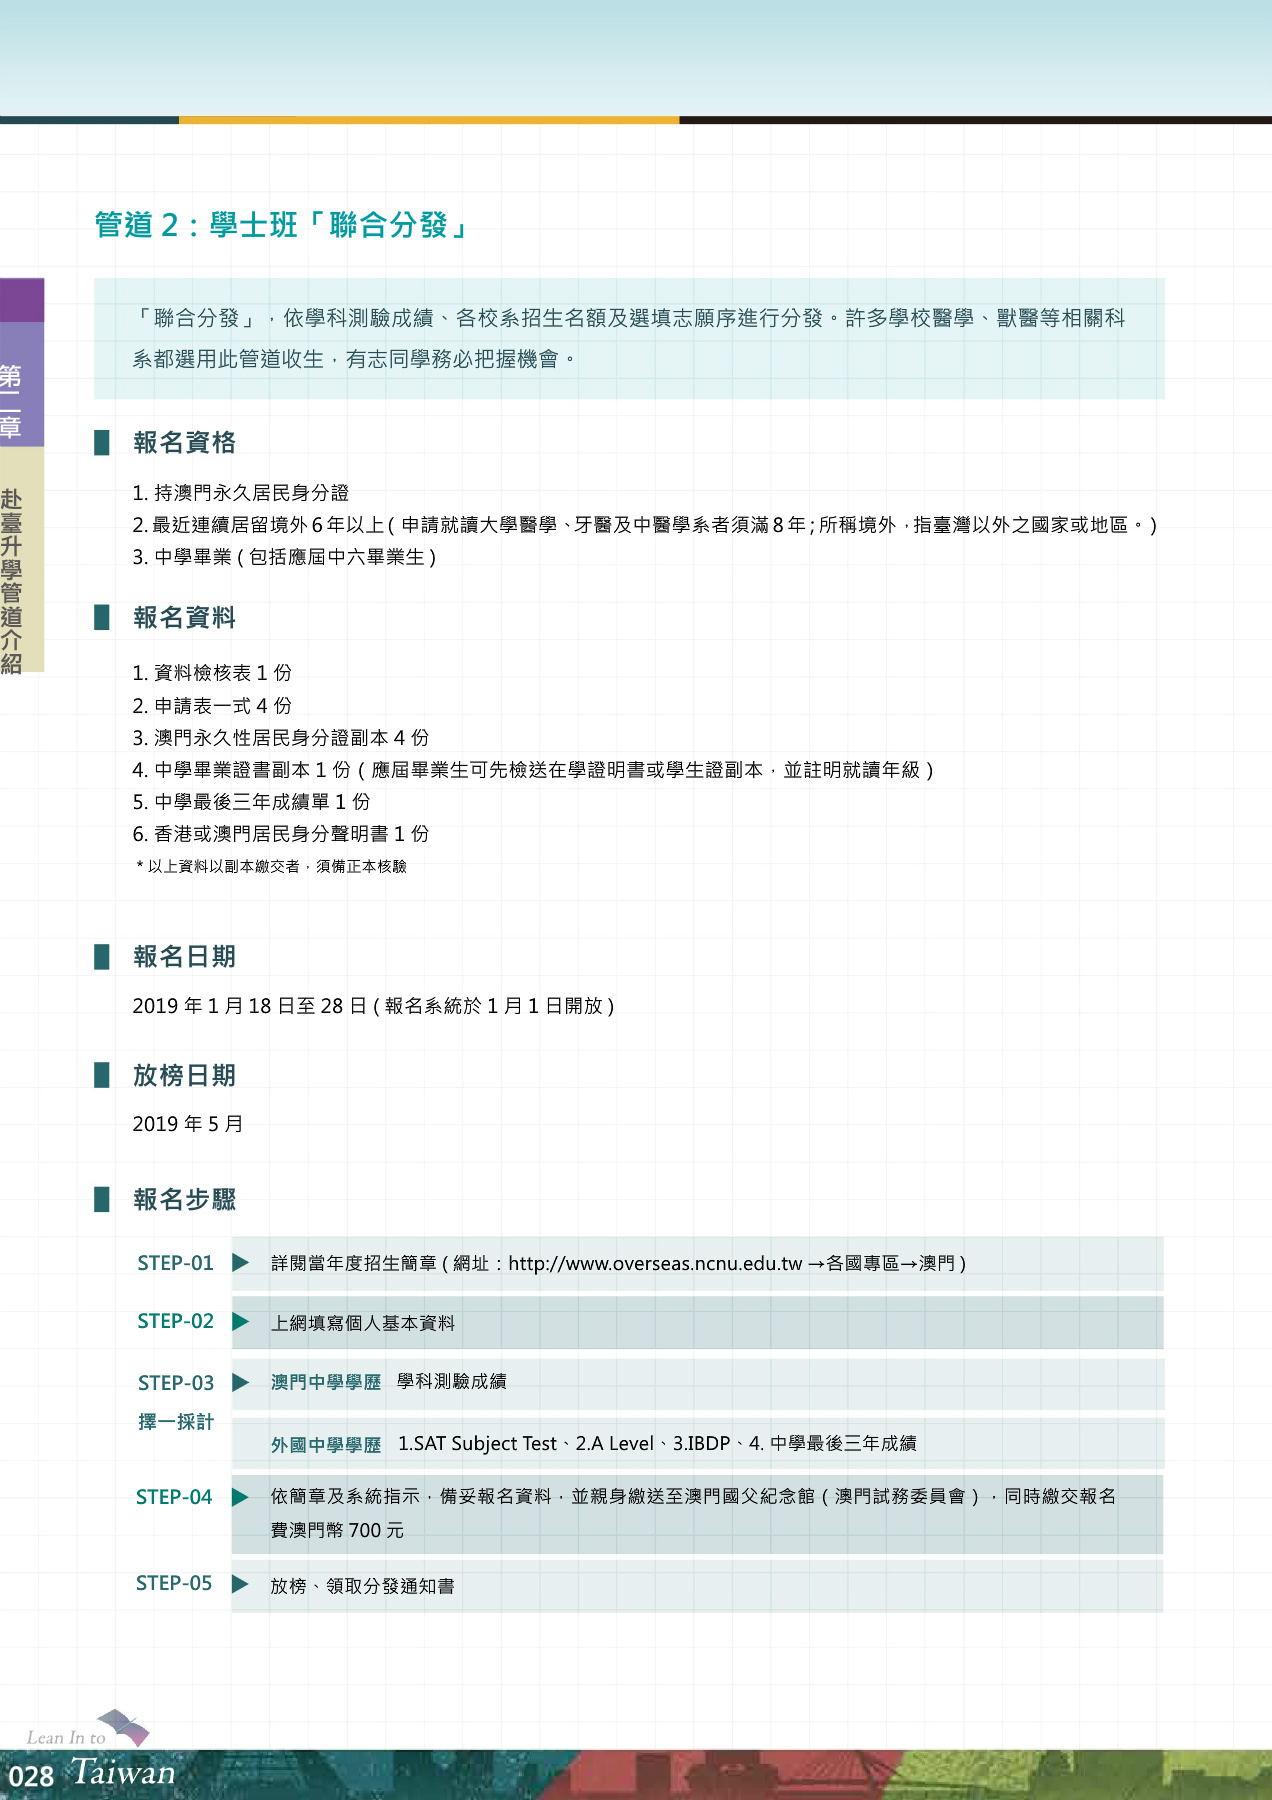 管道 2：學士班「聯合分發」
「聯合分發」，依學科測驗成績、各校系招生名額及選填志願序進行分發。許多學校醫學、獸醫等相關科
系都選用此管道收生，有志同學務必把握機會。
第二章
赴臺升學管道介紹
報名資格
1. 持澳門永久居民身分證
2. 最近連續居留境外 6 年以上 ( 申請就讀大學醫學、牙醫及中醫學系者須滿 8 年；所稱境外，指臺灣以外之國家或地區。)
3. 中學畢業 ( 包括應屆中六畢業生 )
報名資料
1. 資料檢核表 1 份
2. 申請表一式 4 份
3. 澳門永久性居民身分證副本 4 份
4. 中學畢業證書副本 1 份 ( 應屆畢業生可先檢送在學證明書或學生證副本，並註明就讀年級 )
5. 中學最後三年成績單 1 份
6. 香港或澳門居民身分聲明書 1 份
* 以上資料以副本繳交者，須備正本核驗
報名日期
2019 年 1 月 18 日至 28 日 ( 報名系統於 1 月 1 日開放 )
放榜日期
2019 年 5 月
報名步驟
STEP-01 詳閱當年度招生簡章 ( 網址：http://www.overseas.ncnu.edu.tw →各國專區→澳門 )
STEP-02 上網填寫個人基本資料
STEP-03 澳門中學學歷 學科測驗成績
擇一採計
外國中學學歷 1.SAT Subject Test、2.A Level、3.IBDP、4. 中學最後三年成績
STEP-04 依簡章及系統指示，備妥報名資料，並親身繳送至澳門國父紀念館 ( 澳門試務委員會 )，同時繳交報名
費澳門幣 700 元
STEP-05 放榜、領取分發通知書
Lean In to
028 Taiwan